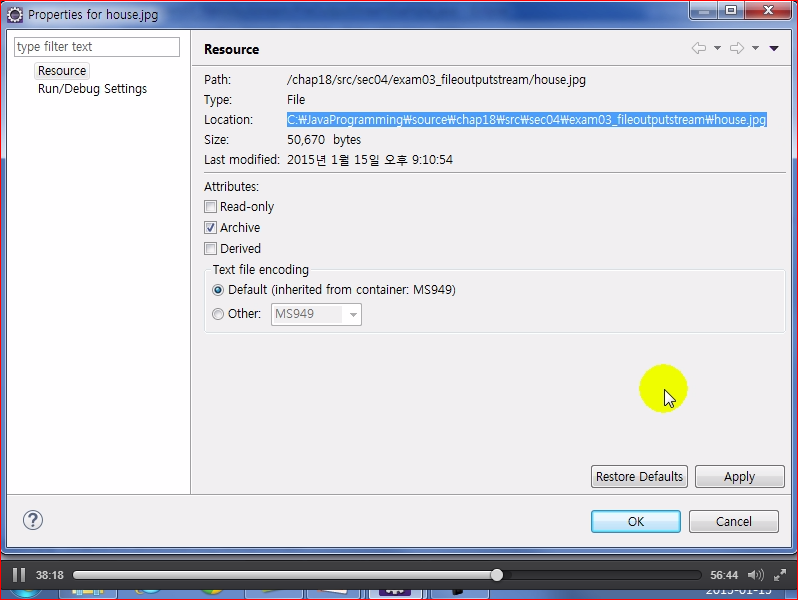 Properties for house.jpg
type filter text
Resource
Run/Debug Settings
Resource
Path: /chap18/src/sec04/exam03_fileoutputstream/house.jpg
Type: File
Location: C:₩JavaProgramming₩source₩chap18₩src₩sec04₩exam03_fileoutputstream₩house.jpg
Size: 50,670 bytes
Last modified: 2015년 1월 15일 오후 9:10:54
Attributes:
Read-only
Archive
Derived
Text file encoding
Default (inherited from container: MS949)
Other: MS949
Restore Defaults Apply
?
OK Cancel
38:18 56:44
2015-01-15